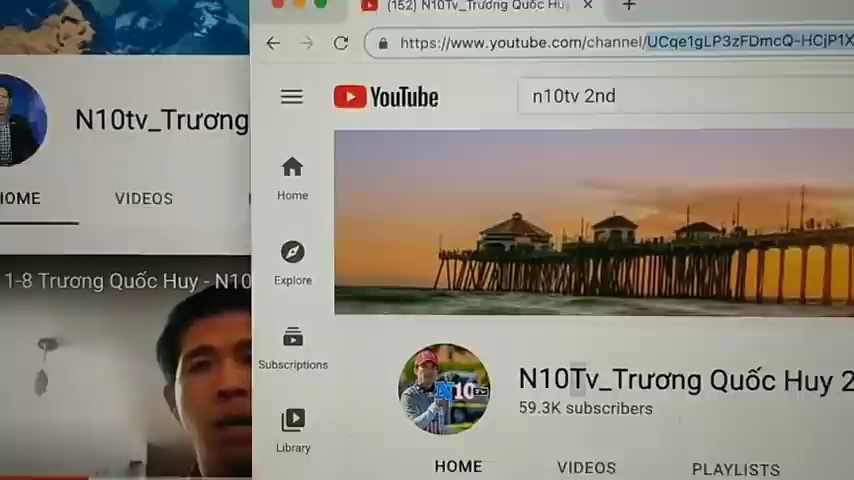 (152) N10Tv_Trương Quốc Hu
https://www.youtube.com/channel/UCqe1gLP3zFDmcQ-HCjP1X
YouTube
n10tv 2nd
N10tv_Trương
HOME
VIDEOS
1-8 Trương Quốc Huy - N10
Home
Explore
Subscriptions
Library
N10
N10Tv_Trương Quốc Huy 2
59.3K subscribers
HOME
VIDEOS
PLAYLISTS